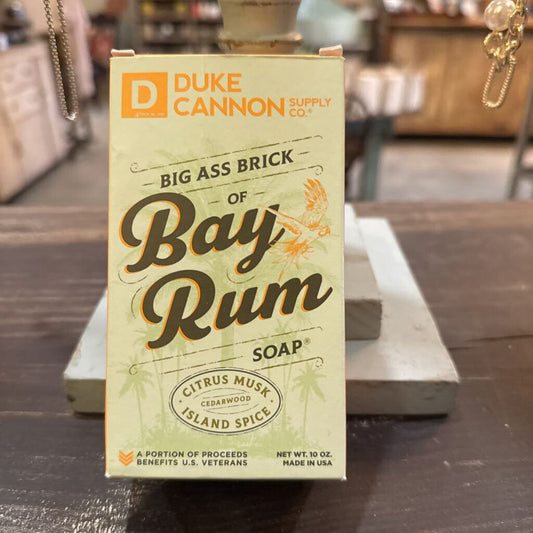 D
DUKE
CANNON SUPPLY CO.®
BIG ASS BRICK
OF
Bay
Rum
SOAP®
CITRUS MUSK
CEDARWOOD
ISLAND SPICE
A PORTION OF PROCEEDS
BENEFITS U.S. VETERANS
NET WT. 10 OZ.
MADE IN USA